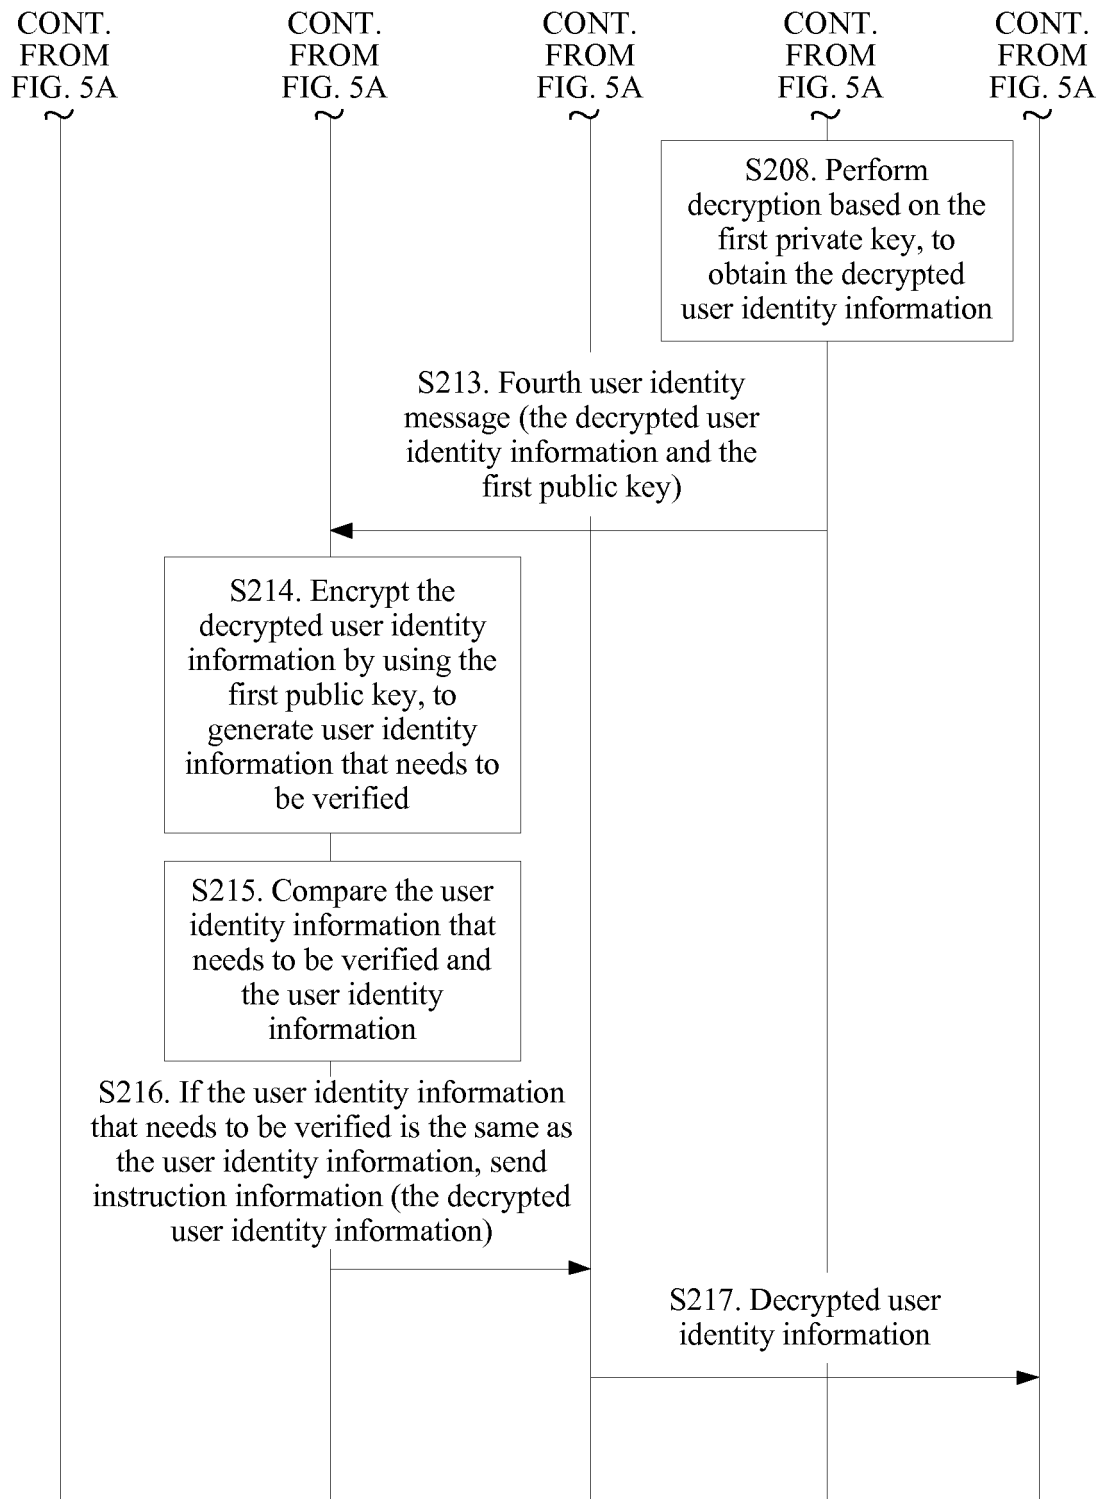 CONT.
FROM
FIG. 5A
CONT.
FROM
FIG. 5A
CONT.
FROM
FIG. 5A
CONT.
FROM
FIG. 5A
CONT.
FROM
FIG. 5A
S208. Perform
decryption based on the
first private key, to
obtain the decrypted
user identity information
S213. Fourth user identity
message (the decrypted user
identity information and the
first public key)
S214. Encrypt the
decrypted user identity
information by using the
first public key, to
generate user identity
information that needs to
be verified
S215. Compare the user
identity information that
needs to be verified and
the user identity
information
S216. If the user identity information
that needs to be verified is the same as
the user identity information, send
instruction information (the decrypted
user identity information)
S217. Decrypted user
identity information